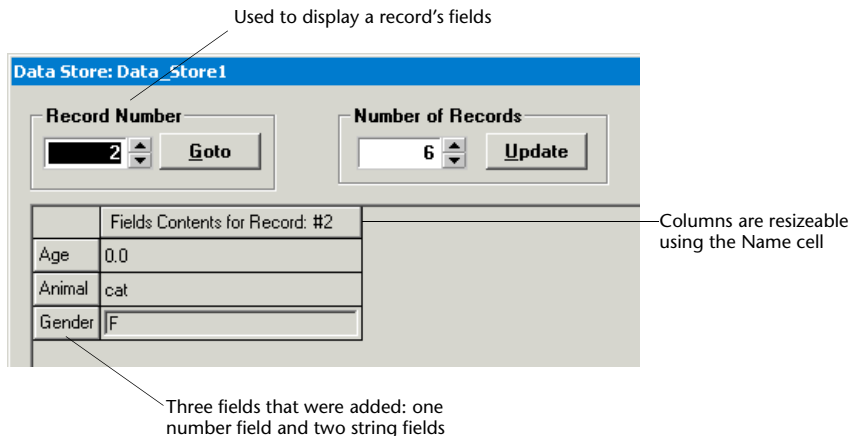 Used to display a record’s fields
Data Store: Data_Store1
Record Number
Number of Records
2 Goto
6 Update
Fields Contents for Record: #2
Columns are resizeable
using the Name cell
Age 0.0
Animal cat
Gender F
Three fields that were added: one
number field and two string fields